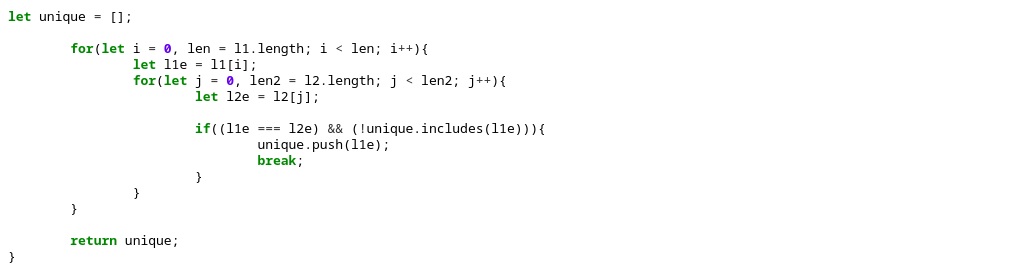 let unique = [];
for(let i = 0, len = l1.length; i < len; i++){
let l1e = l1[i];
for(let j = 0, len2 = l2.length; j < len2; j++){
let l2e = l2[j];
if((l1e === l2e) && (!unique.includes(l1e))){
unique.push(l1e);
break;
}
}
}
return unique;
}